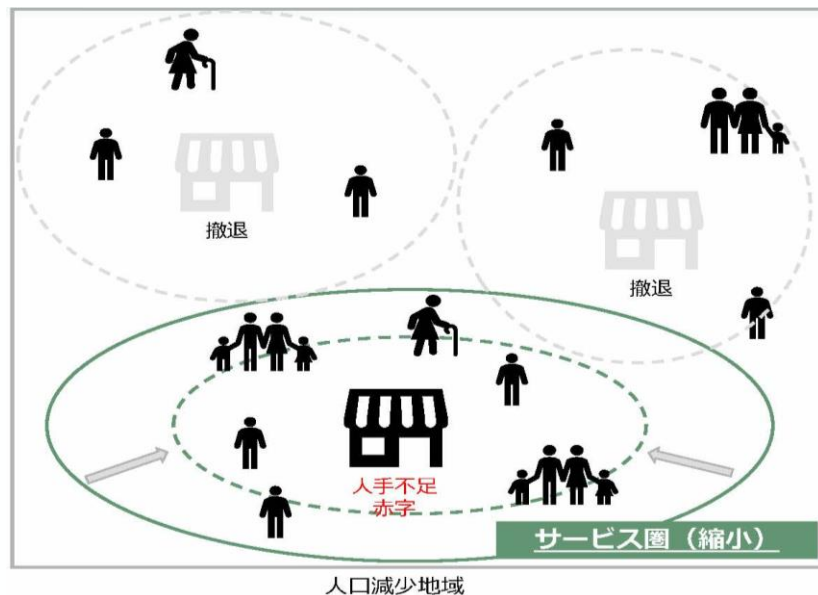 撤退
撤退
人手不足
赤字
サービス圏（縮小）
人口減少地域